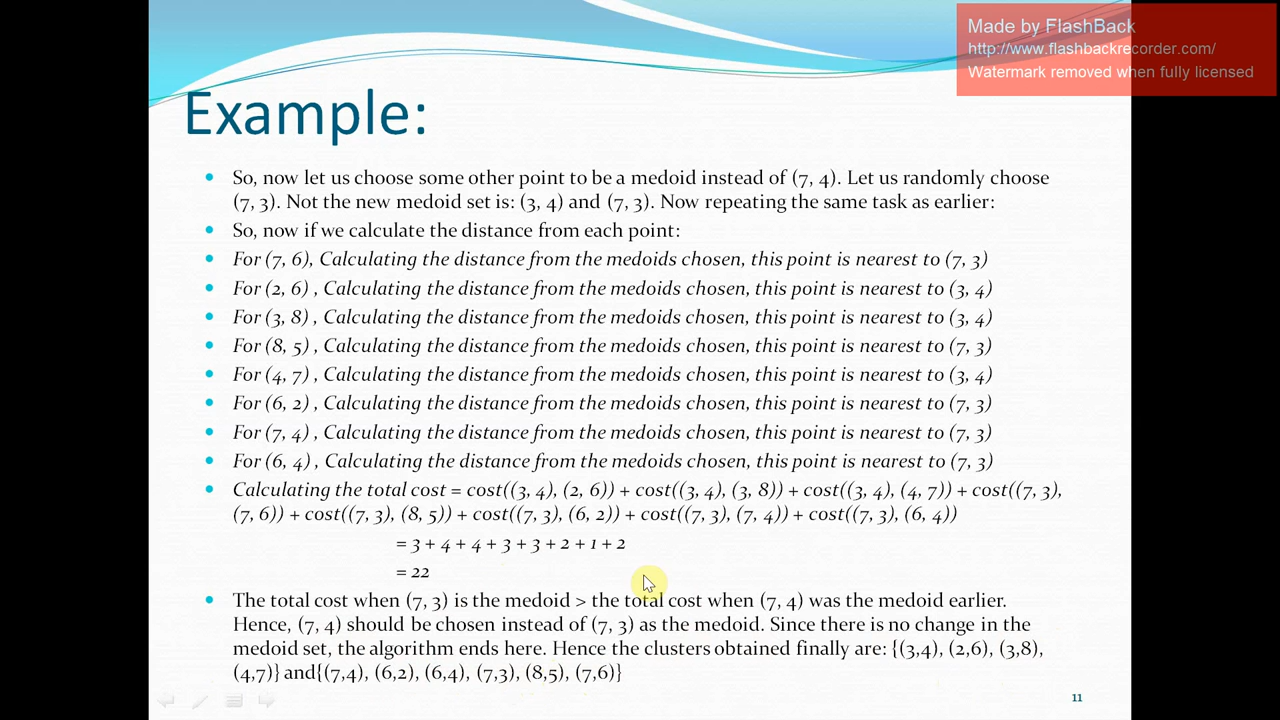 Made by FlashBack
http://www.flashbackrecorder.com/
Watermark removed when fully licensed
Example:
So, now let us choose some other point to be a medoid instead of (7, 4). Let us randomly choose
(7, 3). Not the new medoid set is: (3, 4) and (7, 3). Now repeating the same task as earlier:
So, now if we calculate the distance from each point:
For (7, 6), Calculating the distance from the medoids chosen, this point is nearest to (7, 3)
For (2, 6) , Calculating the distance from the medoids chosen, this point is nearest to (3, 4)
For (3, 8) , Calculating the distance from the medoids chosen, this point is nearest to (3, 4)
For (8, 5) , Calculating the distance from the medoids chosen, this point is nearest to (7, 3)
For (4, 7) , Calculating the distance from the medoids chosen, this point is nearest to (3, 4)
For (6, 2) , Calculating the distance from the medoids chosen, this point is nearest to (7, 3)
For (7, 4) , Calculating the distance from the medoids chosen, this point is nearest to (7, 3)
For (6, 4) , Calculating the distance from the medoids chosen, this point is nearest to (7, 3)
Calculating the total cost = cost((3, 4), (2, 6)) + cost((3, 4), (3, 8)) + cost((3, 4), (4, 7)) + cost((7, 3),
(7, 6)) + cost((7, 3), (8, 5)) + cost((7, 3), (6, 2)) + cost((7, 3), (7, 4)) + cost((7, 3), (6, 4))
= 3 + 4 + 4 + 3 + 3 + 2 + 1 + 2
= 22
The total cost when (7, 3) is the medoid > the total cost when (7, 4) was the medoid earlier.
Hence, (7, 4) should be chosen instead of (7, 3) as the medoid. Since there is no change in the
medoid set, the algorithm ends here. Hence the clusters obtained finally are: {(3,4), (2,6), (3,8),
(4,7)} and{(7,4), (6,2), (6,4), (7,3), (8,5), (7,6)}
11